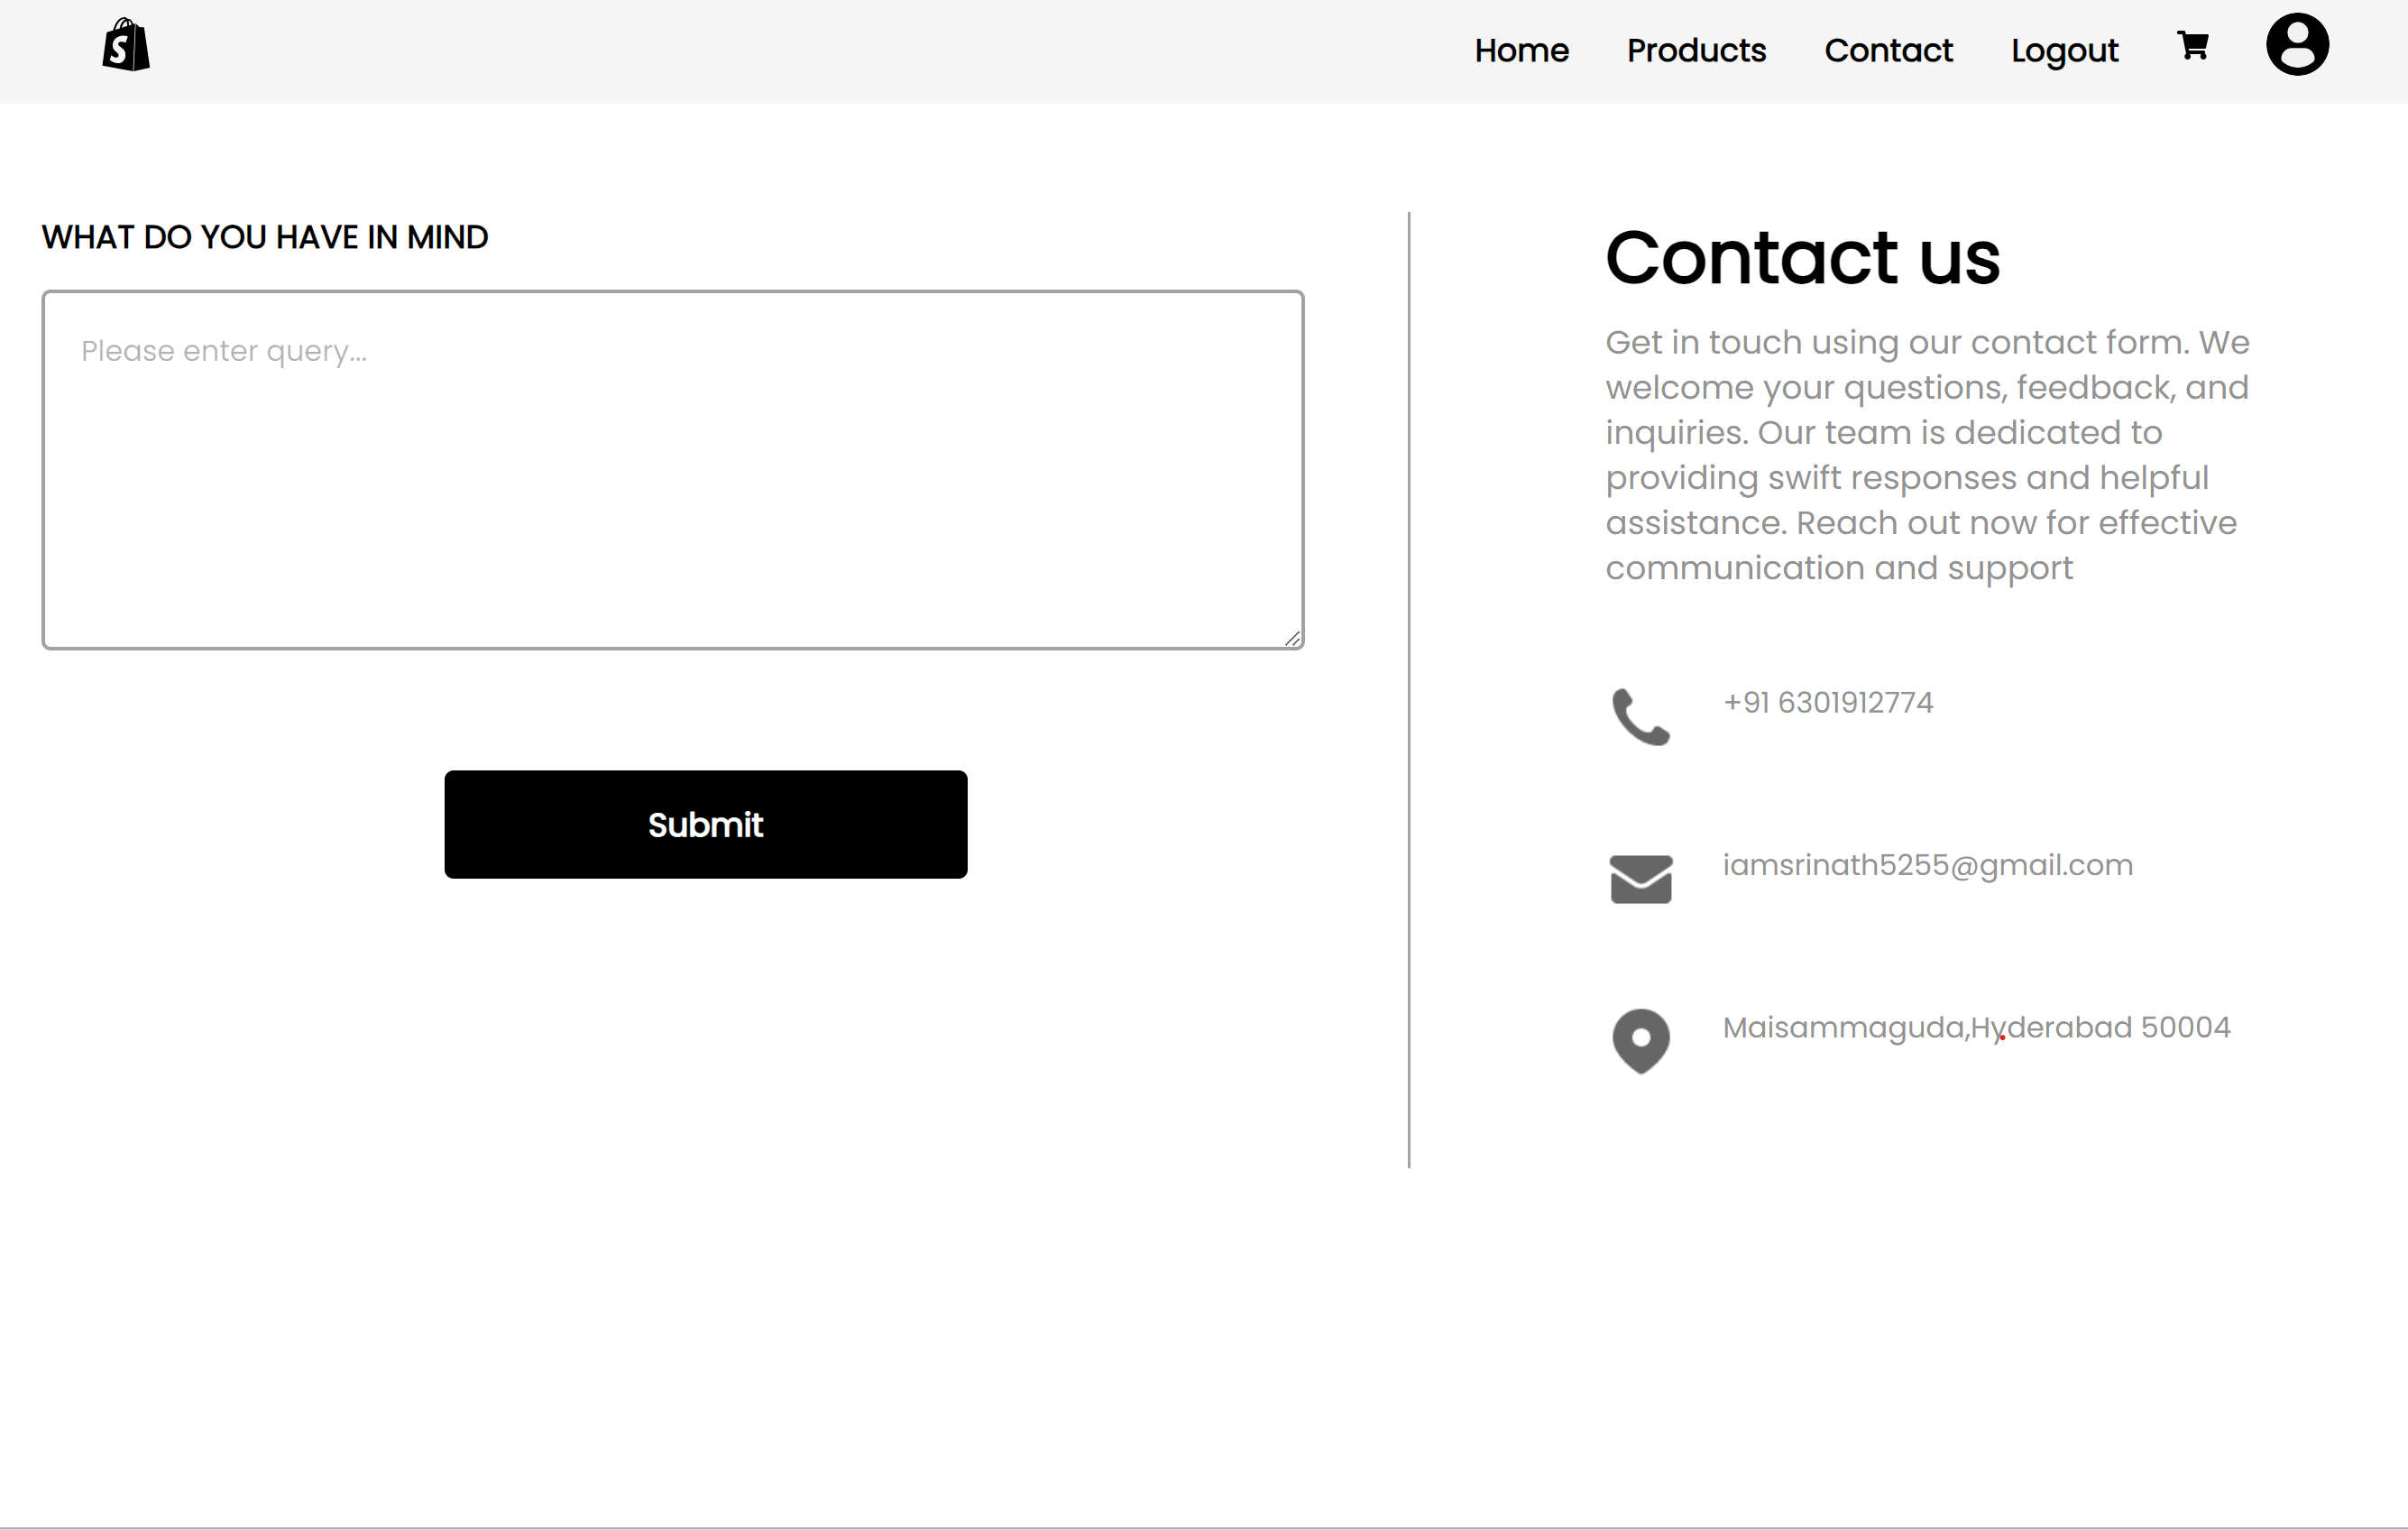 S
Home Products Contact Logout
WHAT DO YOU HAVE IN MIND
Please enter query...
Submit
Contact us
Get in touch using our contact form. We
welcome your questions, feedback, and
inquiries. Our team is dedicated to
providing swift responses and helpful
assistance. Reach out now for effective
communication and support
+91 6301912774
iamsrinath5255@gmail.com
Maisammaguda,Hyderabad 50004